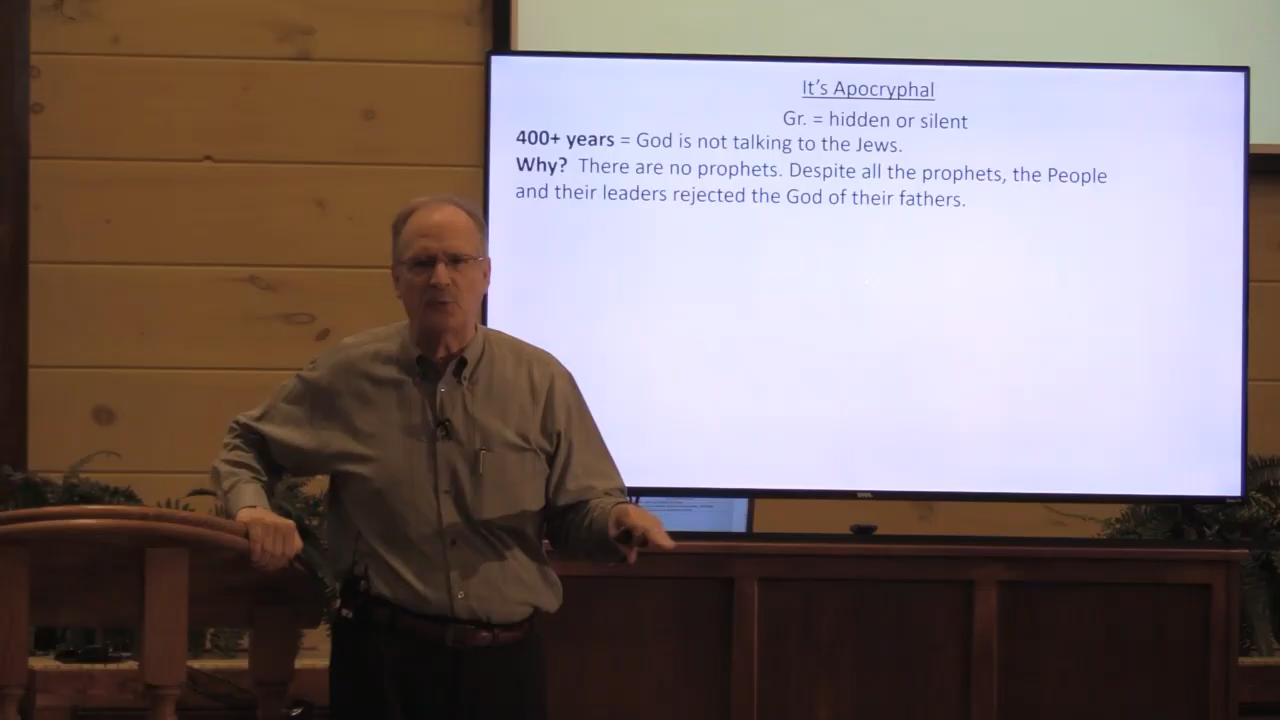 It's Apocryphal
Gr. = hidden or silent
400+ years = God is not talking to the Jews.
Why? There are no prophets. Despite all the prophets, the People
and their leaders rejected the God of their fathers.